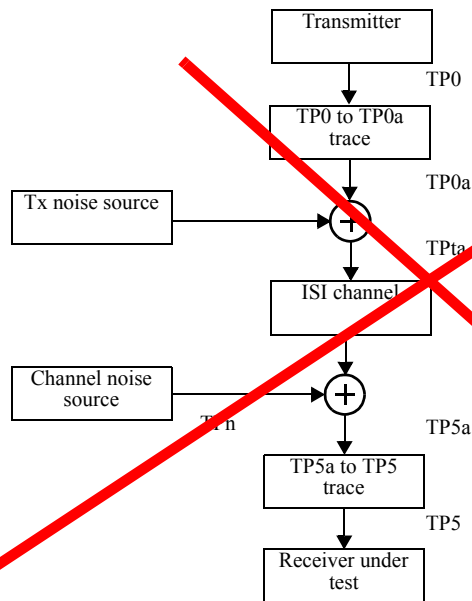 Transmitter
TP0
TP0 to TP0a
trace
TP0a
Tx noise source
+
TPta
ISI channel
Channel noise
source
+
TPn
TP5a
TP5a to TP5
trace
TP5
Receiver under
test